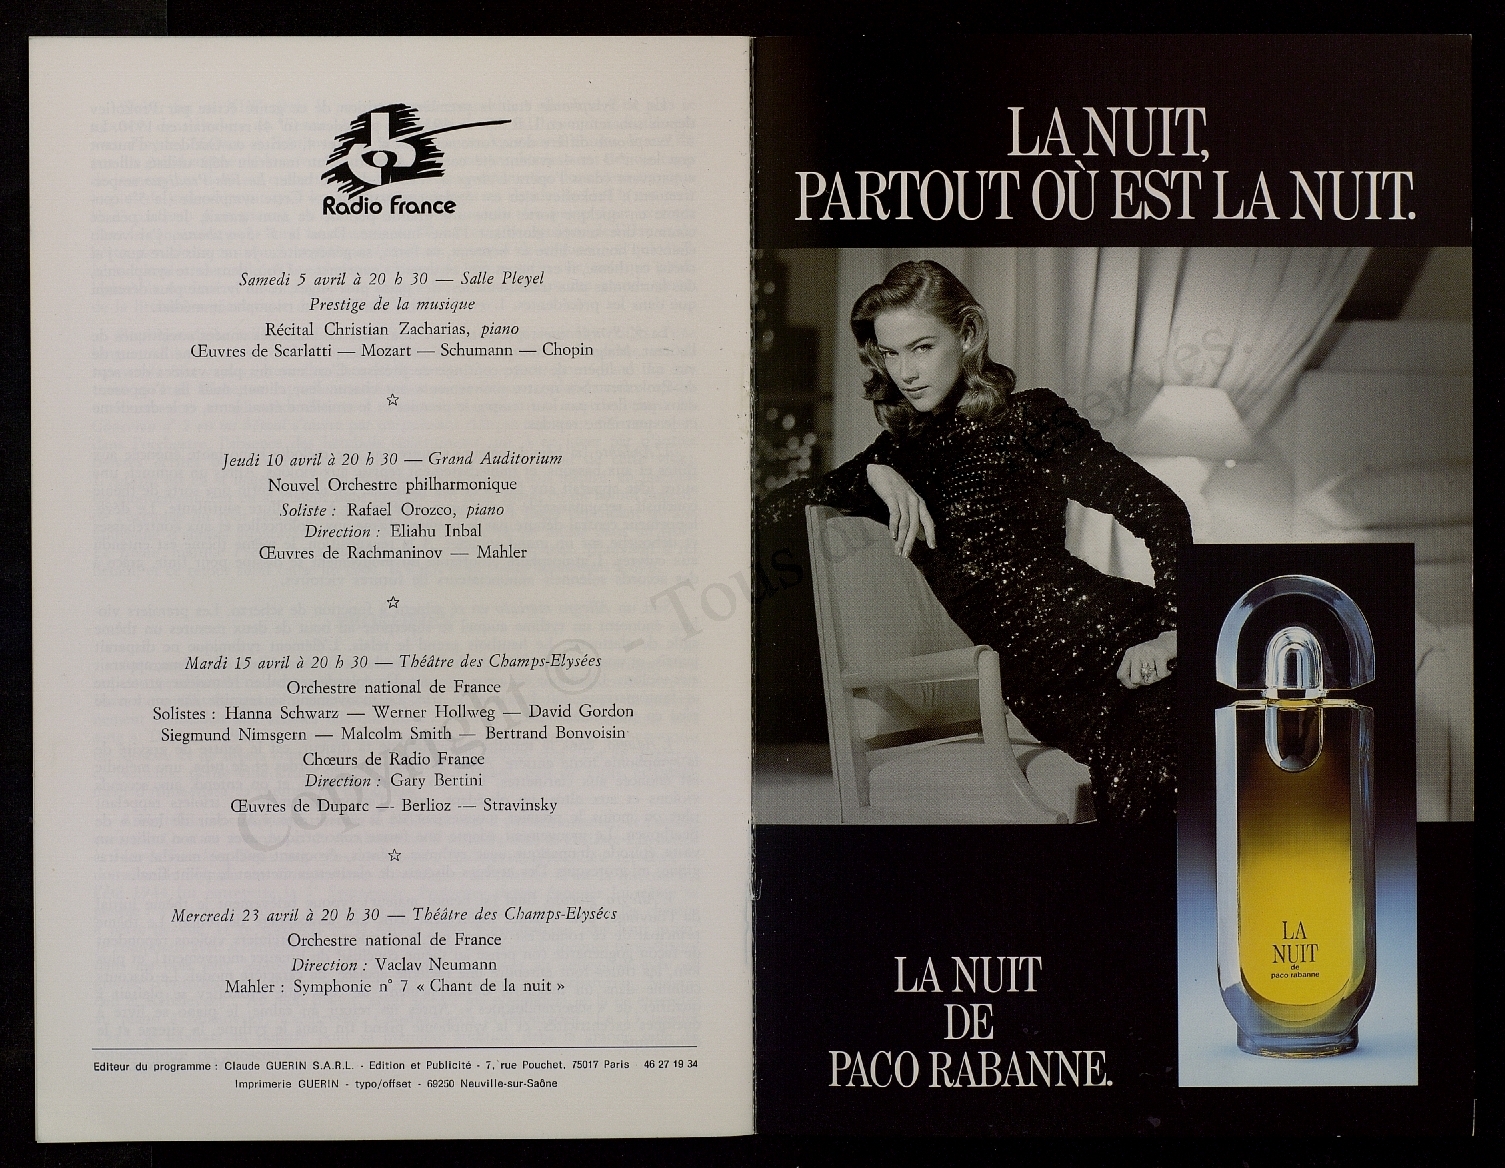 Radio France
Samedi 5 avril à 20 h 30 — Salle Pleyel
Prestige de la musique
Récital Christian Zacharias, piano
Œuvres de Scarlatti — Mozart — Schumann — Chopin
☆
Jeudi 10 avril à 20 h 30 — Grand Auditorium
Nouvel Orchestre philharmonique
Soliste : Rafael Orozco, piano
Direction : Eliahu Inbal
Œuvres de Rachmaninov — Mahler
☆
Mardi 15 avril à 20 h 30 — Théâtre des Champs-Elysées
Orchestre national de France
Solistes : Hanna Schwarz — Werner Hollweg — David Gordon
Siegmund Nimsgern — Malcolm Smith — Bertrand Bonvoisin
Chœurs de Radio France
Direction : Gary Bertini
Œuvres de Duparc — Berlioz — Stravinsky
☆
Mercredi 23 avril à 20 h 30 — Théâtre des Champs-Elysées
Orchestre national de France
Direction : Vaclav Neumann
Mahler : Symphonie n° 7 « Chant de la nuit »
Editeur du programme : Claude GUERIN S.A.R.L. - Edition et Publicité - 7, rue Pouchet, 75017 Paris 46 27 19 34
Imprimerie GUERIN - typo/offset - 69250 Neuville-sur-Saône
LA NUIT,
PARTOUT OÙ EST LA NUIT.
LA
NUIT
de
paco rabanne
LA NUIT
DE
PACO RABANNE.
Copyright © - Tous